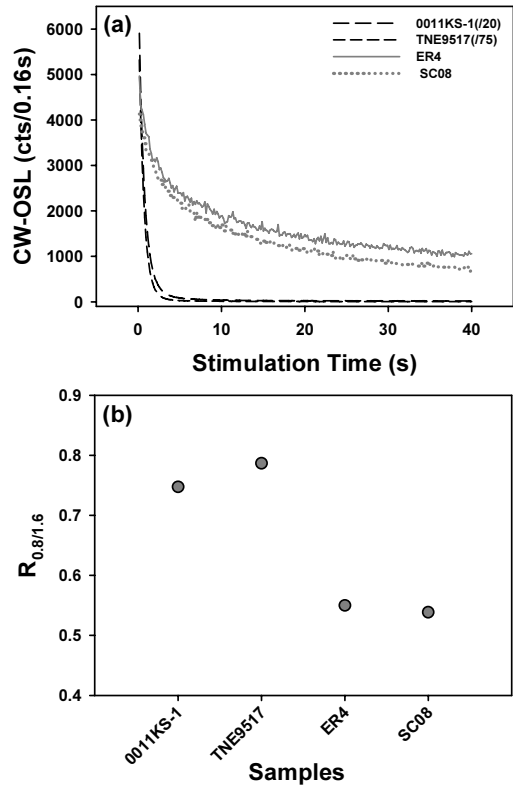 (a)
0011KS-1(/20)
TNE9517(/75)
ER4
SC08
6000
5000
4000
3000
2000
1000
0
CW-OSL (cts/0.16s)
0 10 20 30 40
Stimulation Time (s)
(b)
0.9
0.8
0.7
0.6
0.5
0.4
R0.8/1.6
0011KS-1 TNE9517 ER4 SC08
Samples